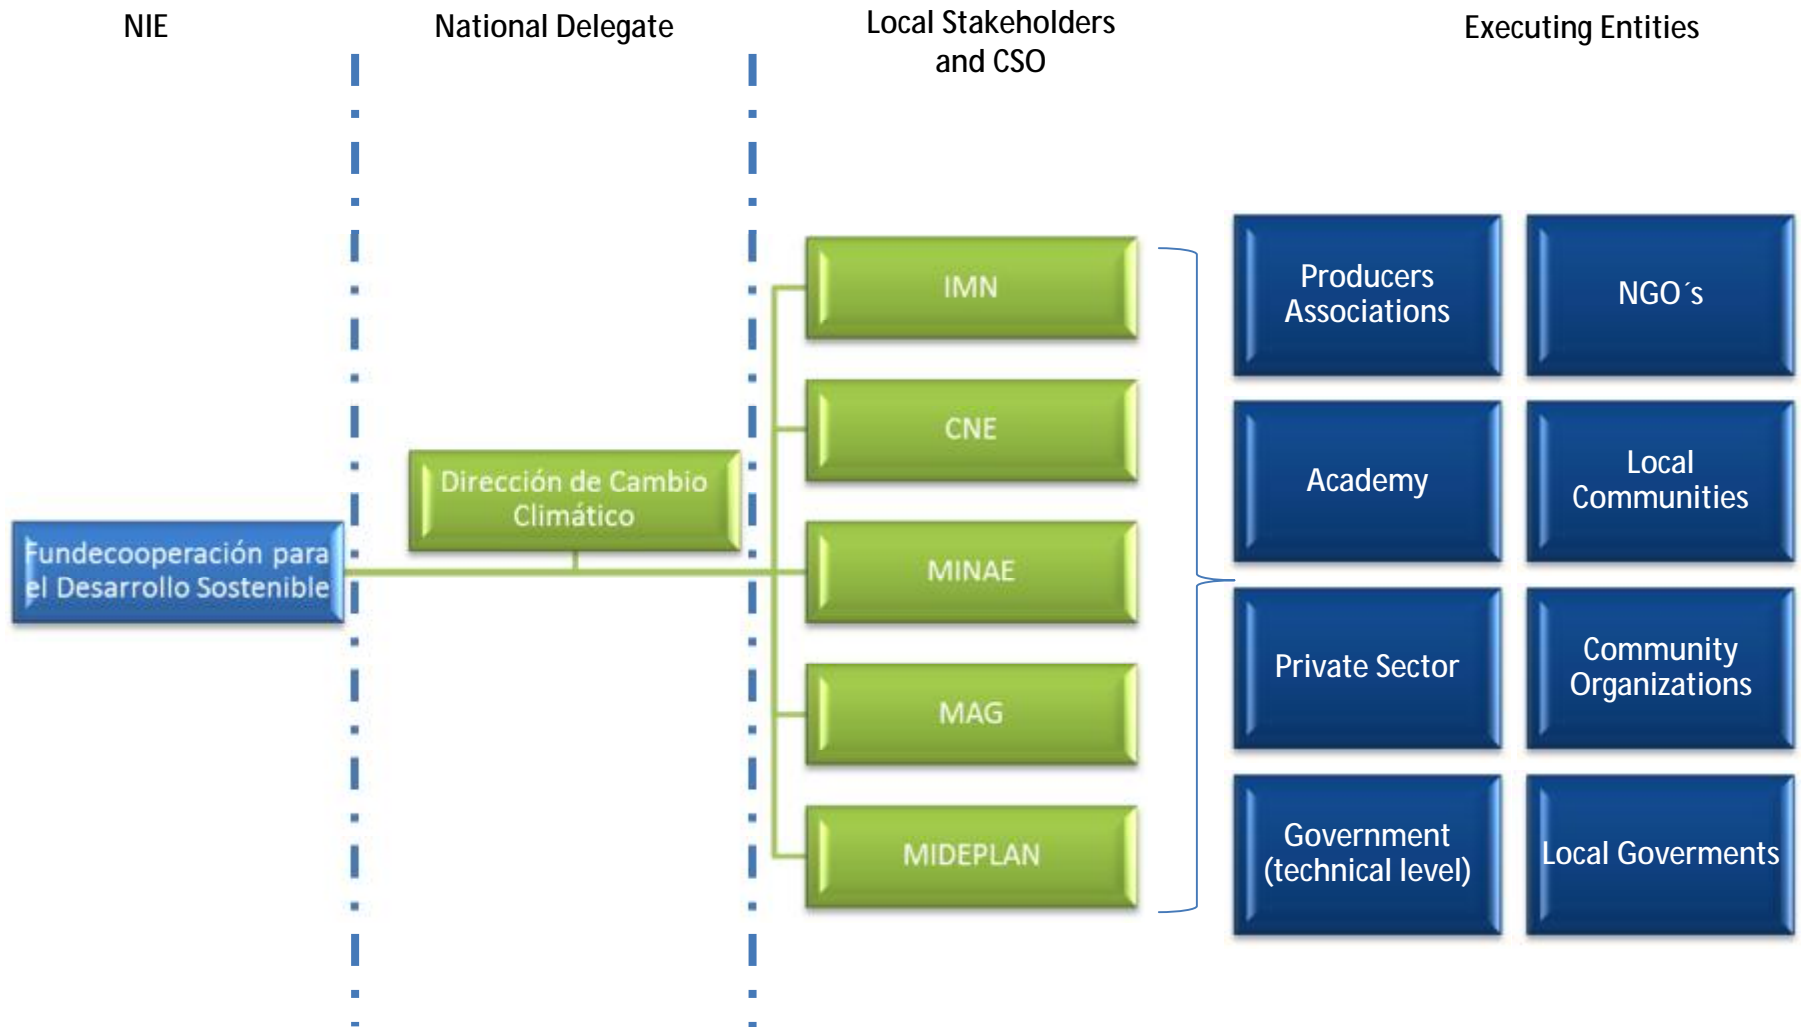 NIE
National Delegate
Local Stakeholders
and CSO
Executing Entities
Fundecooperación para
el Desarrollo Sostenible
Dirección de Cambio
Climático
IMN
CNE
MINAE
MAG
MIDEPLAN
Producers
Associations
NGO´s
Academy
Local
Communities
Private Sector
Community
Organizations
Government
(technical level)
Local Goverments